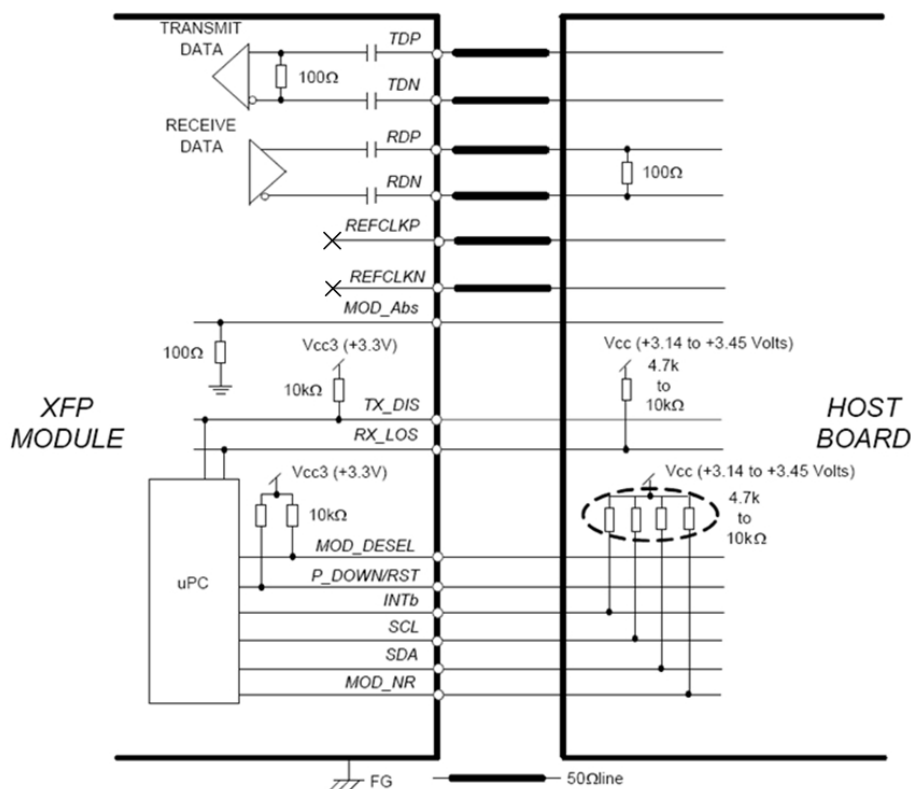 TRANSMIT
DATA
TDP
100Ω
TDN
RECEIVE
DATA
RDP
100Ω
RDN
REFCLKP
REFCLKN
MOD_Abs
100Ω
Vcc3 (+3.3V)
10kΩ
Vcc (+3.14 to +3.45 Volts)
4.7k
to
10kΩ
XFP
MODULE
TX_DIS
RX_LOS
HOST
BOARD
Vcc3 (+3.3V)
10kΩ
Vcc (+3.14 to +3.45 Volts)
4.7k
to
10kΩ
uPC
MOD_DESEL
P_DOWN/RST
INTb
SCL
SDA
MOD_NR
FG
50Ωline